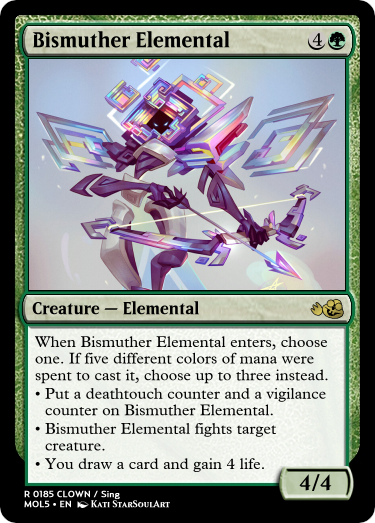 Bismuther Elemental 4
Creature — Elemental
When Bismuther Elemental enters, choose
one. If five different colors of mana were
spent to cast it, choose up to three instead.
• Put a deathtouch counter and a vigilance
counter on Bismuther Elemental.
• Bismuther Elemental fights target
creature.
• You draw a card and gain 4 life.
4/4
R 0185 CLOWN / Sing
MOL5 • EN Kati StarSoulArt